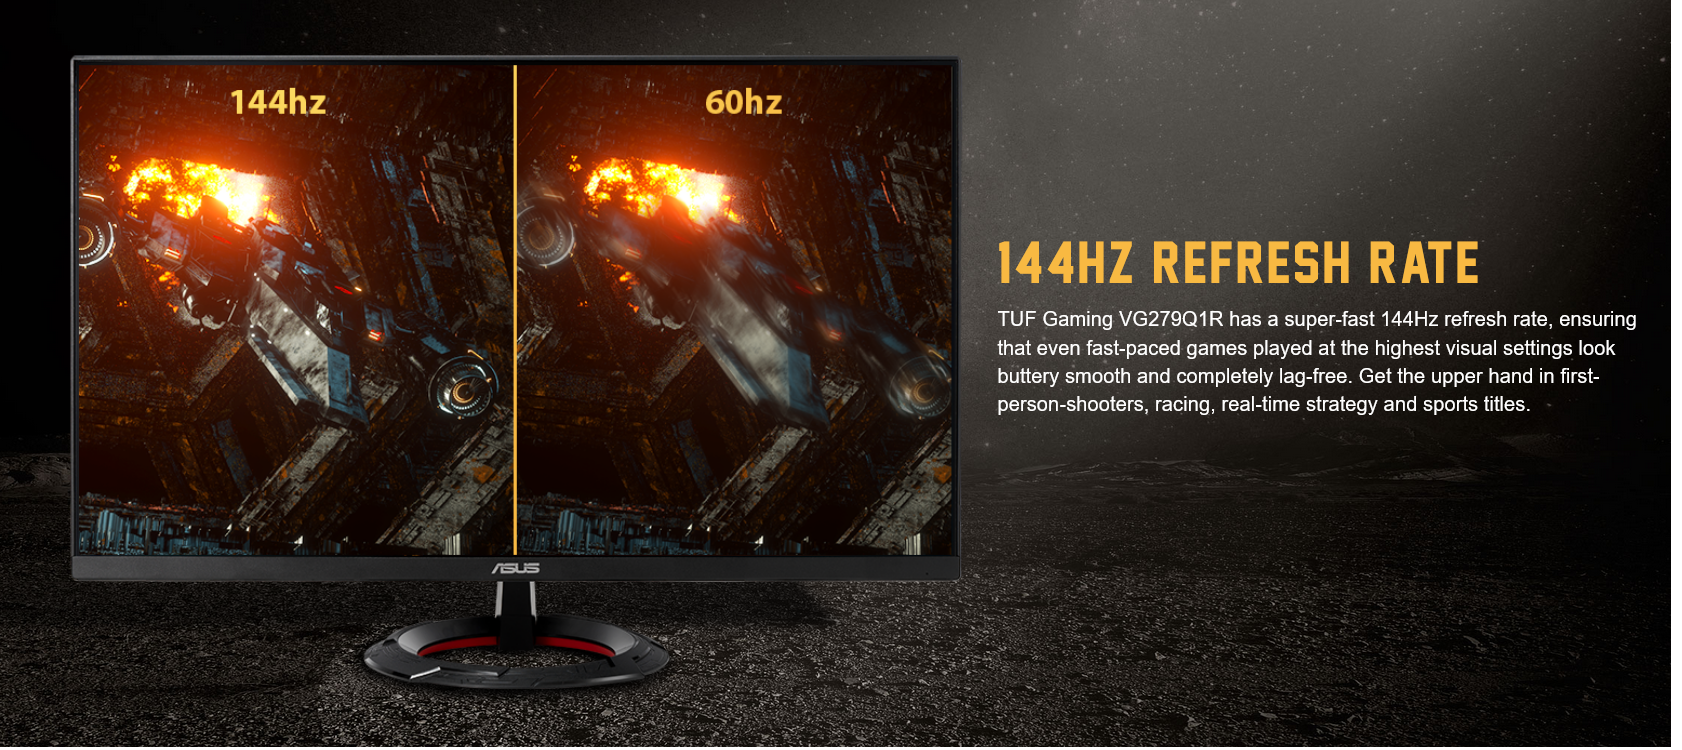 144hz
60hz
ASUS
144HZ REFRESH RATE
TUF Gaming VG279Q1R has a super-fast 144Hz refresh rate, ensuring
that even fast-paced games played at the highest visual settings look
buttery smooth and completely lag-free. Get the upper hand in first-
person-shooters, racing, real-time strategy and sports titles.